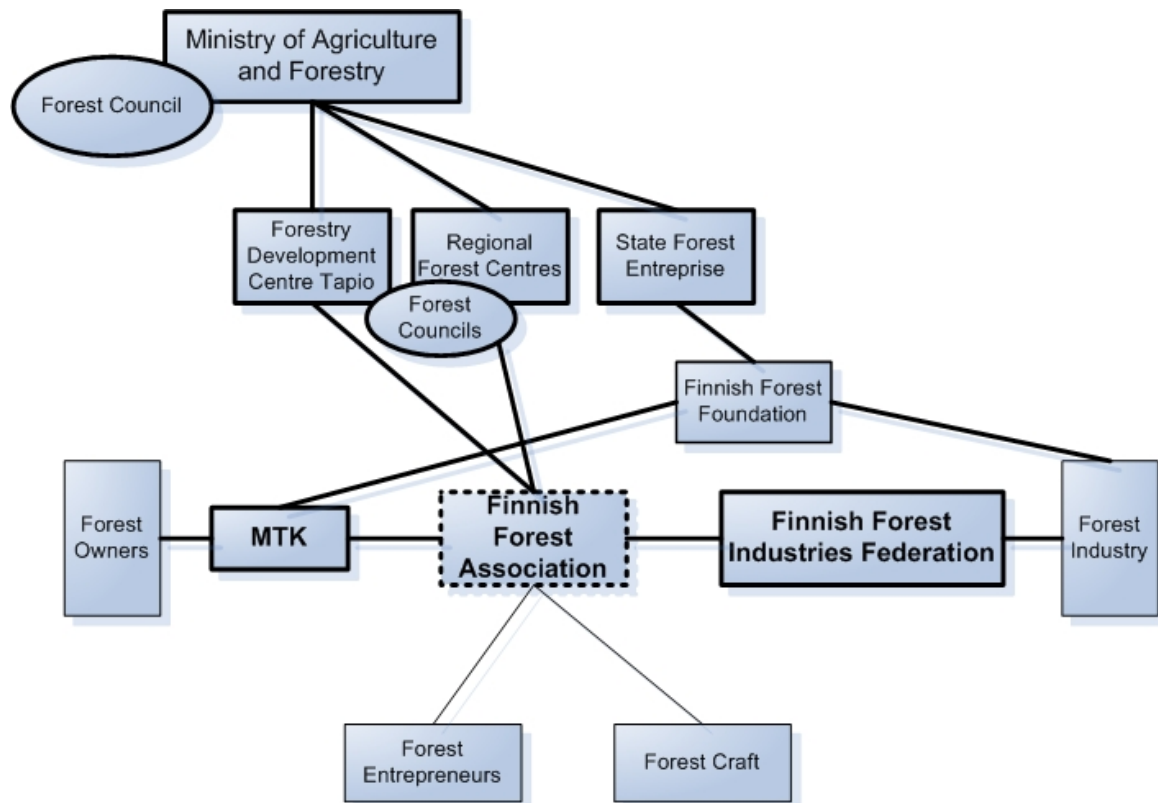 Ministry of Agriculture
and Forestry
Forest Council
Forestry
Development
Centre Tapio
Regional
Forest Centres
Forest
Councils
State Forest
Entreprise
Finnish Forest
Foundation
Forest
Owners
MTK
Finnish
Forest
Association
Finnish Forest
Industries Federation
Forest
Industry
Forest
Entrepreneurs
Forest Craft